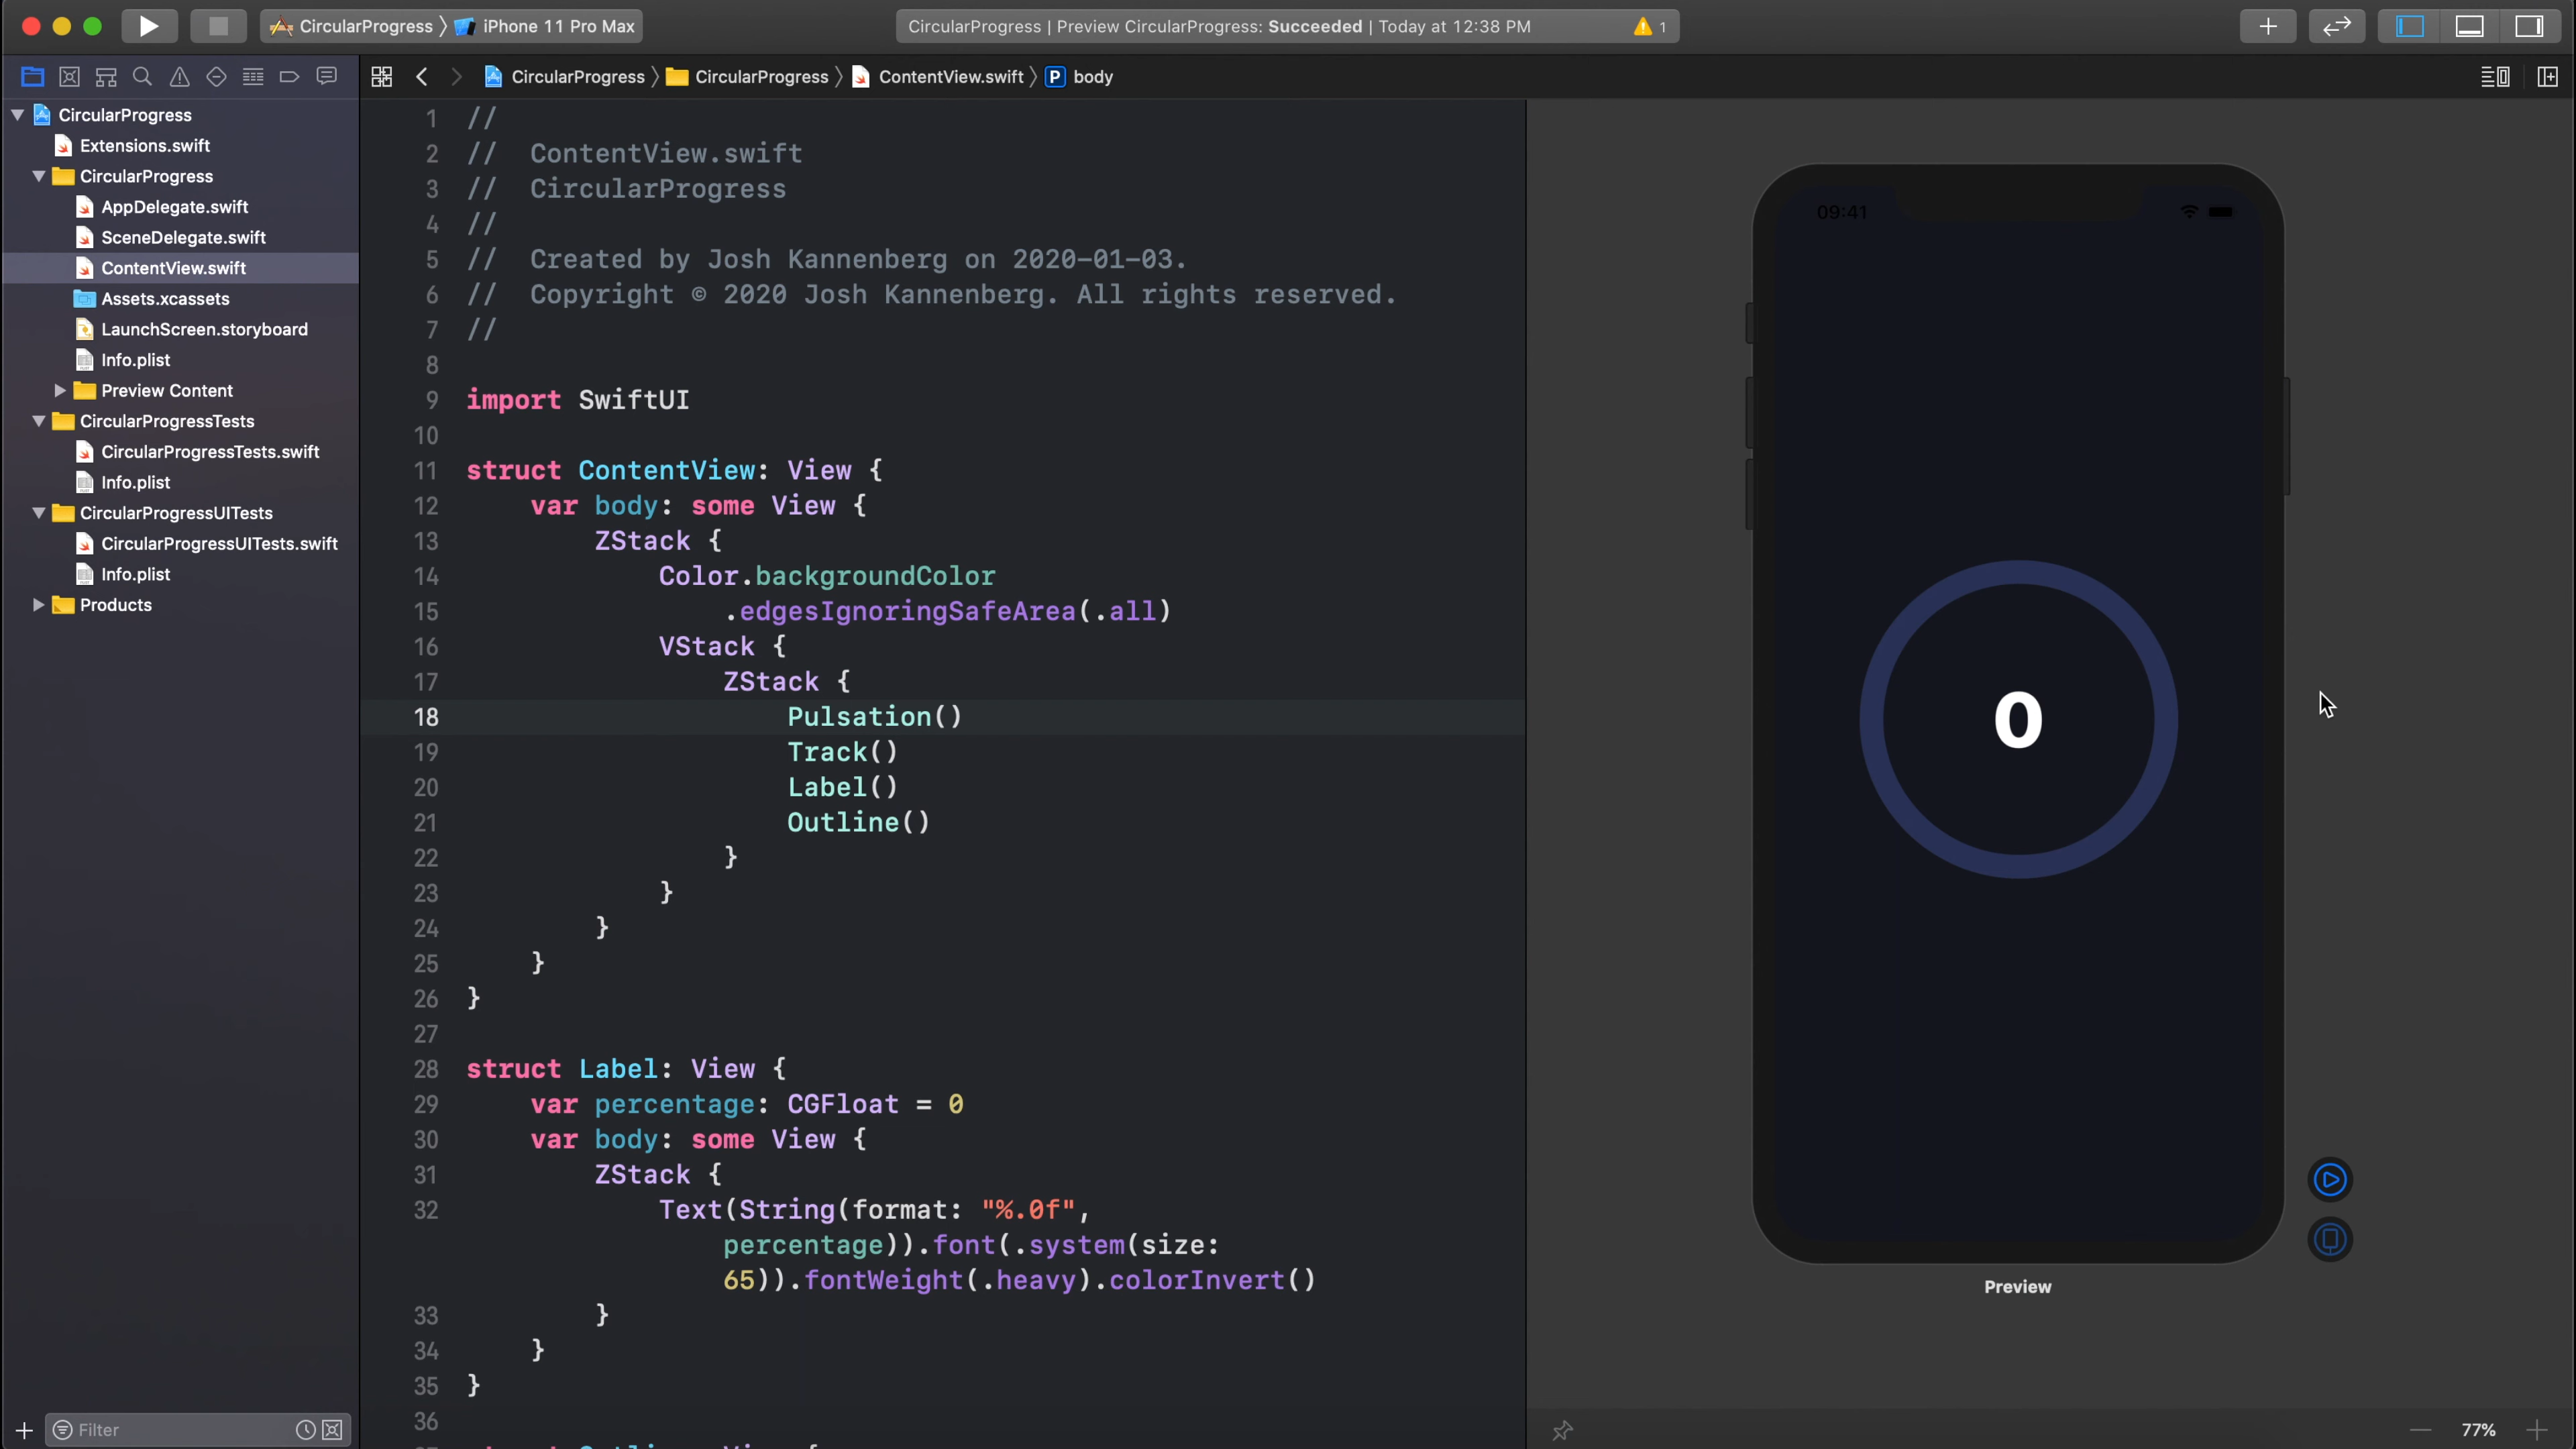 CircularProgress 〉 iPhone 11 Pro Max
CircularProgress | Preview CircularProgress: Succeeded | Today at 12:38 PM
1
CircularProgress 〉 CircularProgress 〉 ContentView.swift 〉 P body
CircularProgress
Extensions.swift
CircularProgress
AppDelegate.swift
SceneDelegate.swift
ContentView.swift
Assets.xcassets
LaunchScreen.storyboard
Info.plist
Preview Content
CircularProgressTests
CircularProgressTests.swift
Info.plist
CircularProgressUITests
CircularProgressUITests.swift
Info.plist
Products
Filter
1 //
2 //  ContentView.swift
3 //  CircularProgress
4 //
5 //  Created by Josh Kannenberg on 2020-01-03.
6 //  Copyright © 2020 Josh Kannenberg. All rights reserved.
7 //
8
9 import SwiftUI
10
11 struct ContentView: View {
12     var body: some View {
13         ZStack {
14             Color.backgroundColor
15                 .edgesIgnoringSafeArea(.all)
16             VStack {
17                 ZStack {
18                     Pulsation()
19                     Track()
20                     Label()
21                     Outline()
22                 }
23             }
24         }
25     }
26 }
27
28 struct Label: View {
29     var percentage: CGFloat = 0
30     var body: some View {
31         ZStack {
32             Text(String(format: "%.0f",
percentage)).font(.system(size:
65)).fontWeight(.heavy).colorInvert()
33         }
34     }
35 }
36
09:41
0
Preview
77%